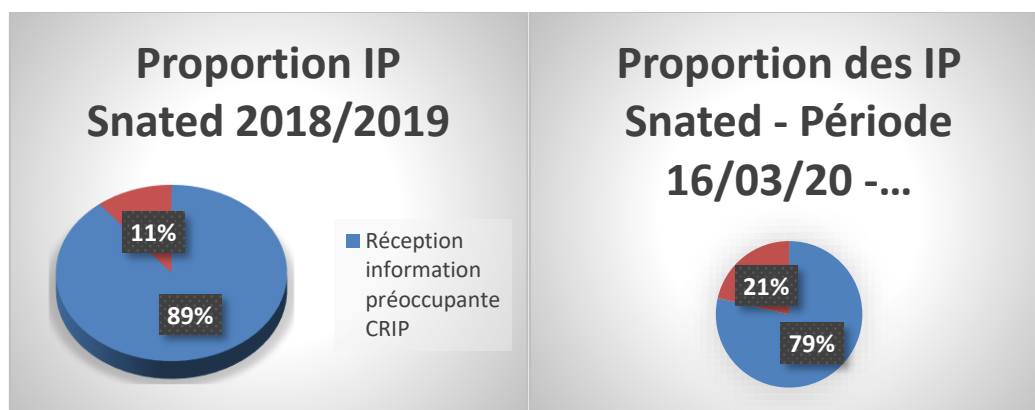 Proportion IP
Snated 2018/2019
11%
89%
Réception
information
préoccupante
CRIP
Proportion des IP
Snated - Période
16/03/20 -...
21%
79%